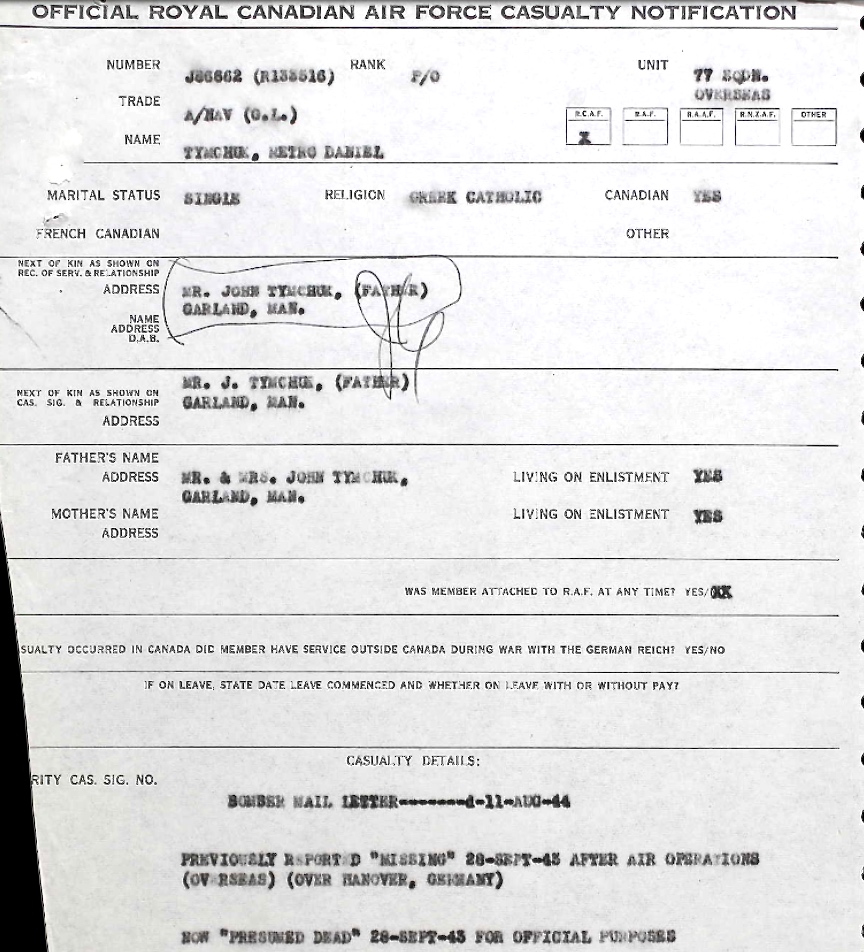 OFFICIAL ROYAL CANADIAN AIR FORCE CASUALTY NOTIFICATION
NUMBER J86662 (R133516) RANK F/O UNIT 77 SQDN.
OVERSEAS
TRADE A/NAV (G.L.)
R.C.A.F. R.A.F. R.A.A.F. R.N.Z.A.F. OTHER
X
NAME TYMCHUK, METRO DANIEL
MARITAL STATUS SINGLE RELIGION GREEK CATHOLIC CANADIAN YES
FRENCH CANADIAN OTHER
NEXT OF KIN AS SHOWN ON
REC. OF SERV. & RELATIONSHIP
ADDRESS MR. JOHN TYMCHUK, (FATHER)
GARLAND, MAN.
NAME
ADDRESS
D.A.B.
MR. J. TYMCHUK, (FATHER)
NEXT OF KIN AS SHOWN ON
CAS. SIG. & RELATIONSHIP GARLAND, MAN.
ADDRESS
FATHER'S NAME
ADDRESS MR. & MRS. JOHN TYMCHUK, LIVING ON ENLISTMENT YES
GARLAND, MAN.
MOTHER'S NAME LIVING ON ENLISTMENT YES
ADDRESS
WAS MEMBER ATTACHED TO R.A.F. AT ANY TIME? YES/XX
SUALTY OCCURRED IN CANADA DID MEMBER HAVE SERVICE OUTSIDE CANADA DURING WAR WITH THE GERMAN REICH? YES/NO
IF ON LEAVE, STATE DATE LEAVE COMMENCED AND WHETHER ON LEAVE WITH OR WITHOUT PAY?
CASUALTY DETAILS:
RITY CAS. SIG. NO.
BOMBER MAIL LETTER--------d-11-AUG-44
PREVIOUSLY REPORT D "MISSING" 28-SEPT-43 AFTER AIR OPERATIONS
(OV RSEAS) (OVER HANOVER, GERMANY)
NOW "PRESUMED DEAD" 28-SEPT-43 FOR OFFICIAL PURPOSES